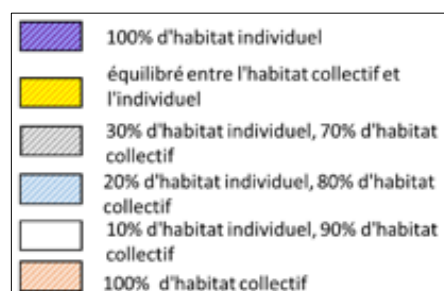 100% d'habitat individuel
équilibré entre l'habitat collectif et
l'individuel
30% d'habitat individuel, 70% d'habitat
collectif
20% d'habitat individuel, 80% d'habitat
collectif
10% d'habitat individuel, 90% d'habitat
collectif
100% d'habitat collectif